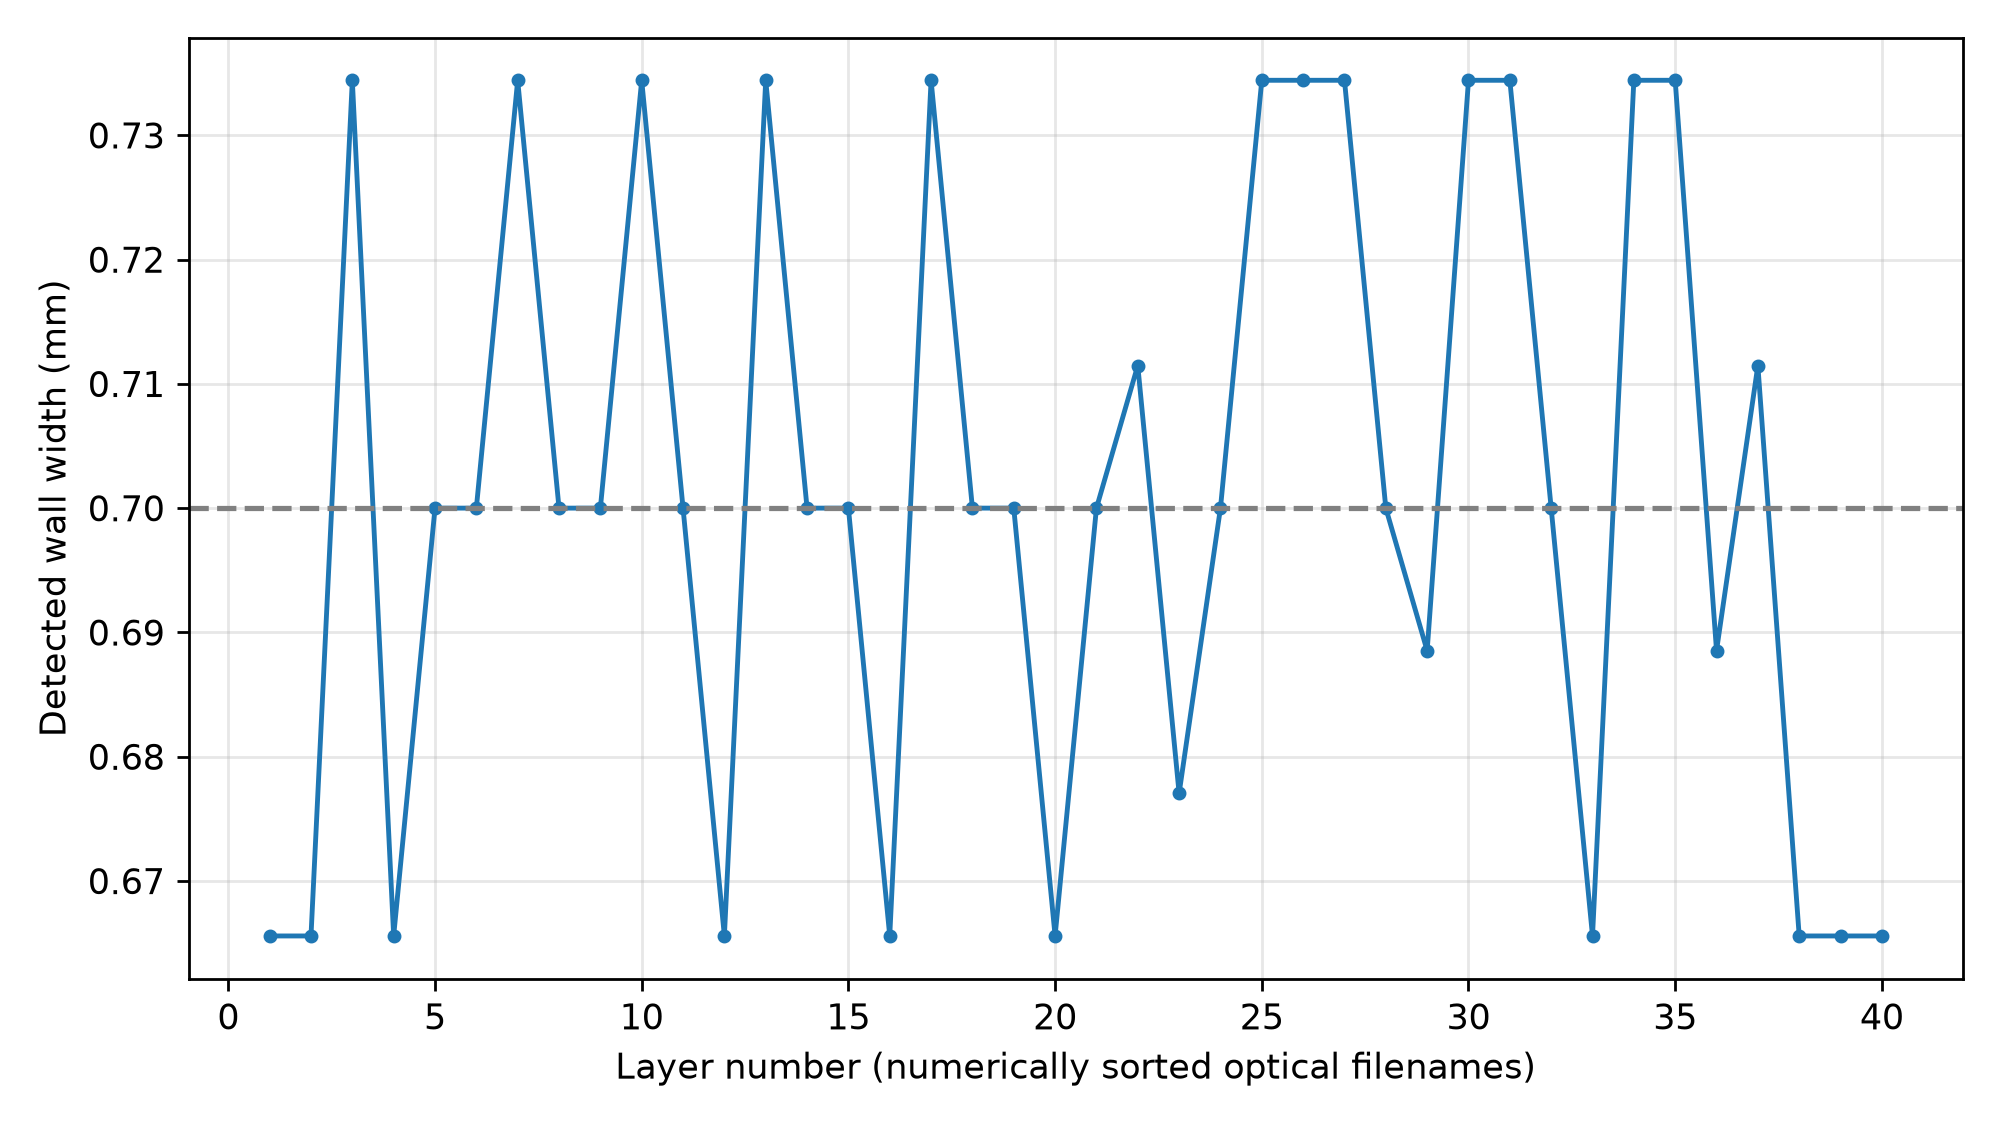 Detected wall width (mm)
0.73
0.72
0.71
0.70
0.69
0.68
0.67
0 5 10 15 20 25 30 35 40
Layer number (numerically sorted optical filenames)